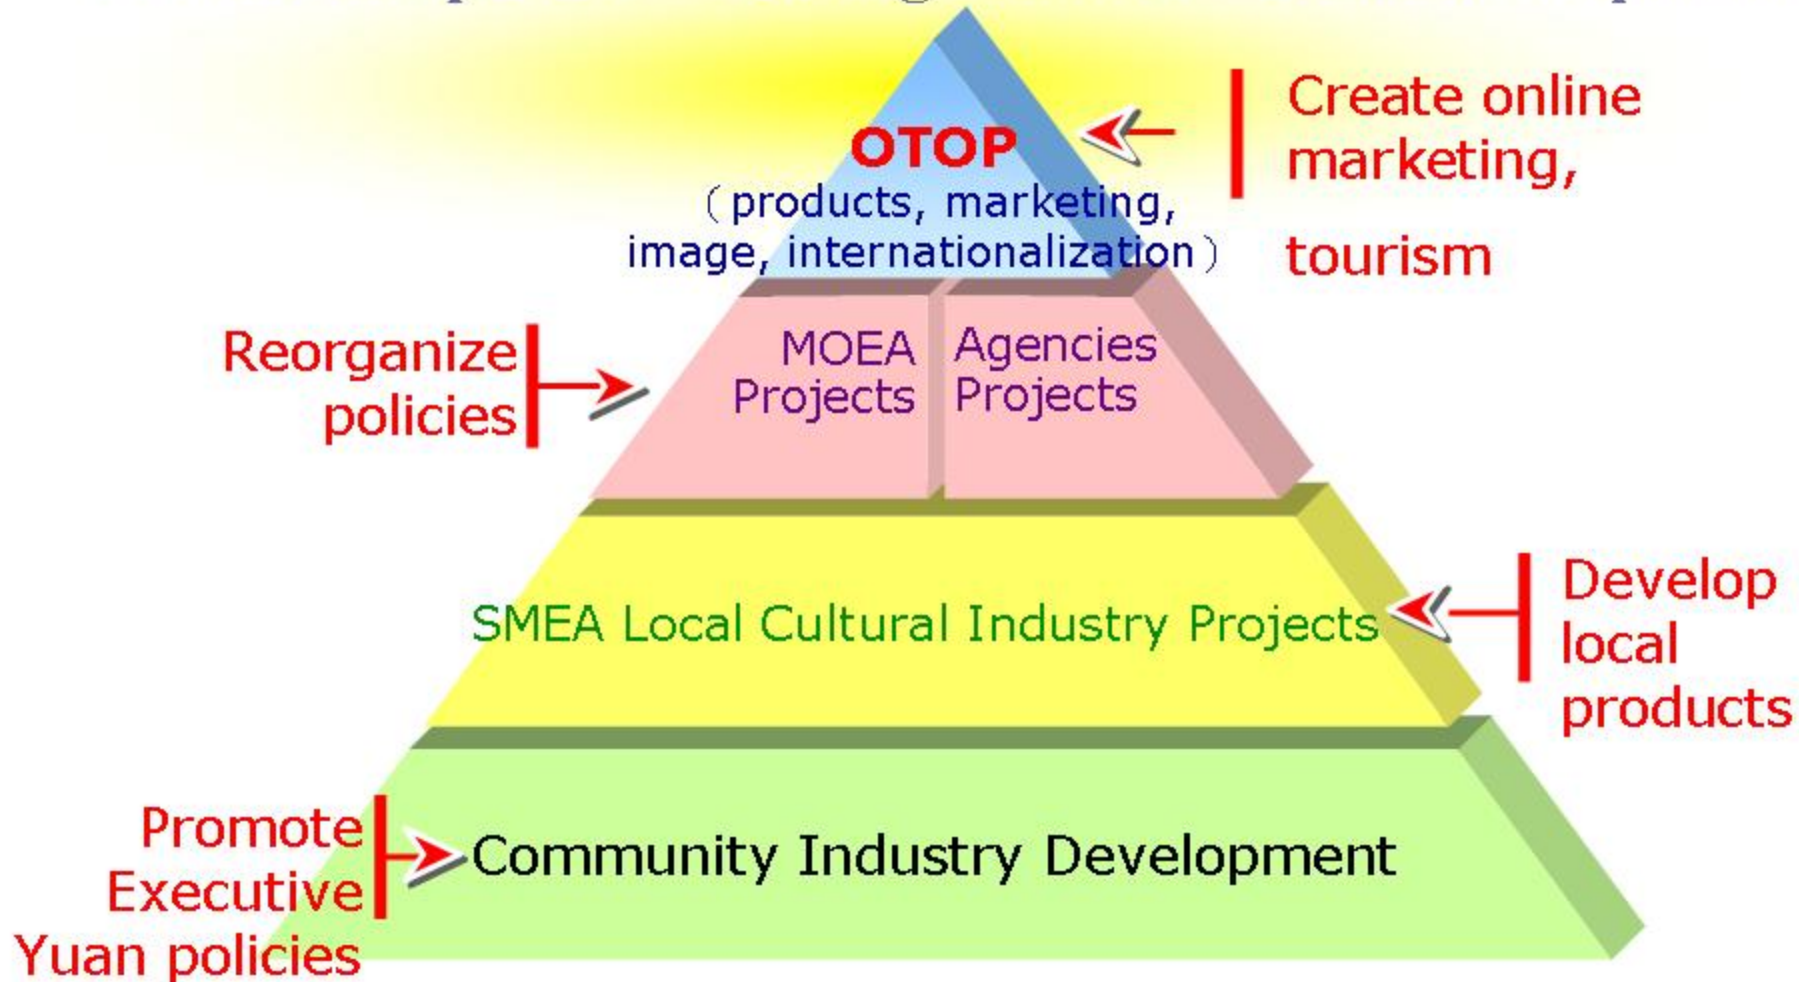 Create online
marketing,
tourism
OTOP
（products, marketing,
image, internationalization）
Reorganize
policies
MOEA
Projects
Agencies
Projects
SMEA Local Cultural Industry Projects
Develop
local
products
Promote
Executive
Yuan policies
Community Industry Development